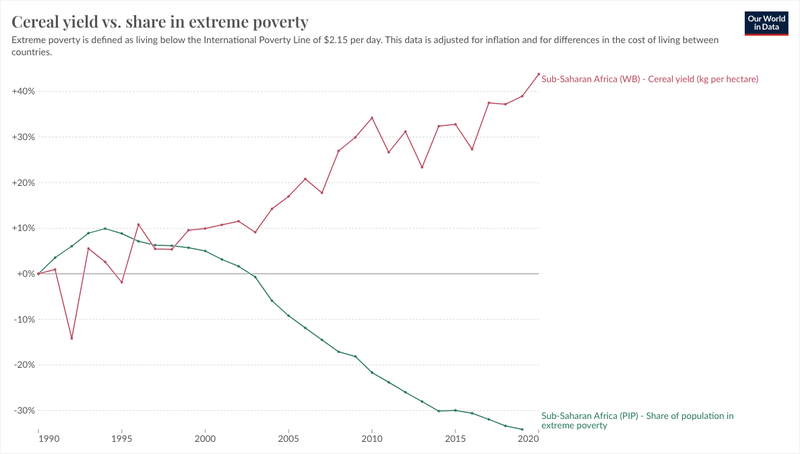 Cereal yield vs. share in extreme poverty
Our World
in Data
Extreme poverty is defined as living below the International Poverty Line of $2.15 per day. This data is adjusted for inflation and for differences in the cost of living between
countries.
Sub-Saharan Africa (WB) - Cereal yield (kg per hectare)
+40%
+30%
+20%
+10%
+0%
-10%
-20%
-30%
Sub-Saharan Africa (PIP) - Share of population in
extreme poverty
1990 1995 2000 2005 2010 2015 2020